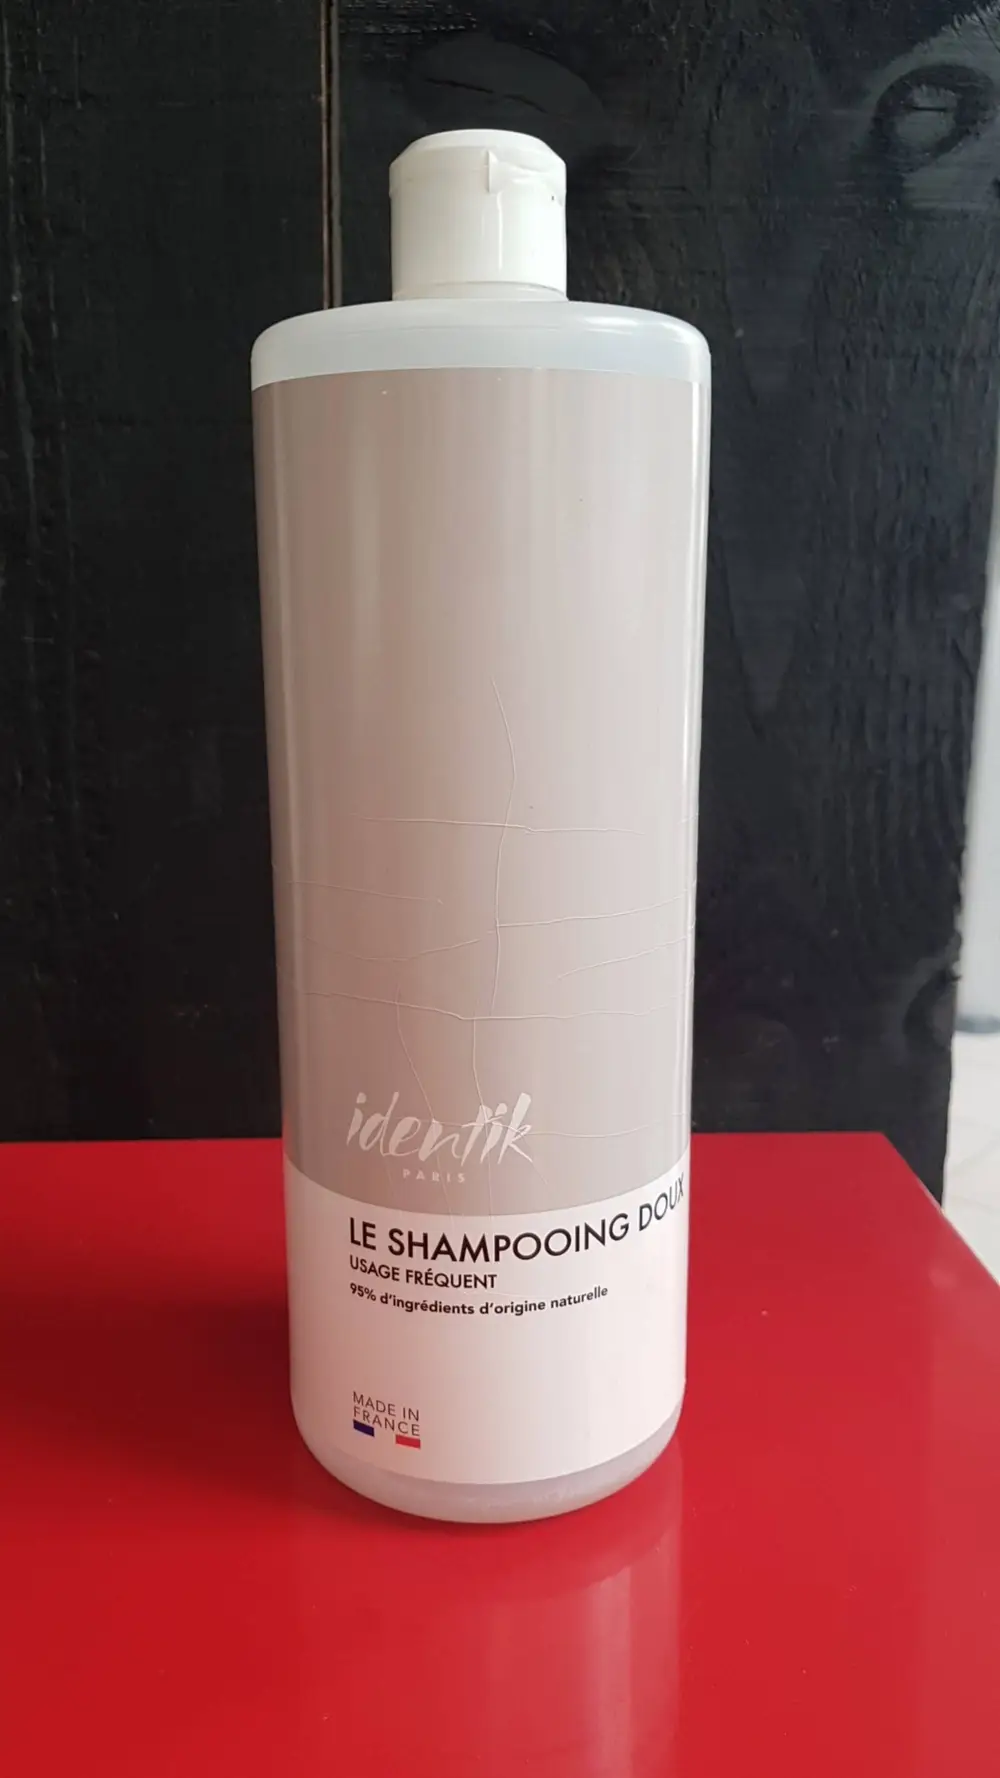 identik
PARIS
LE SHAMPOOING DOUX
USAGE FRÉQUENT
95% d'ingrédients d'origine naturelle
MADE IN
FRANCE